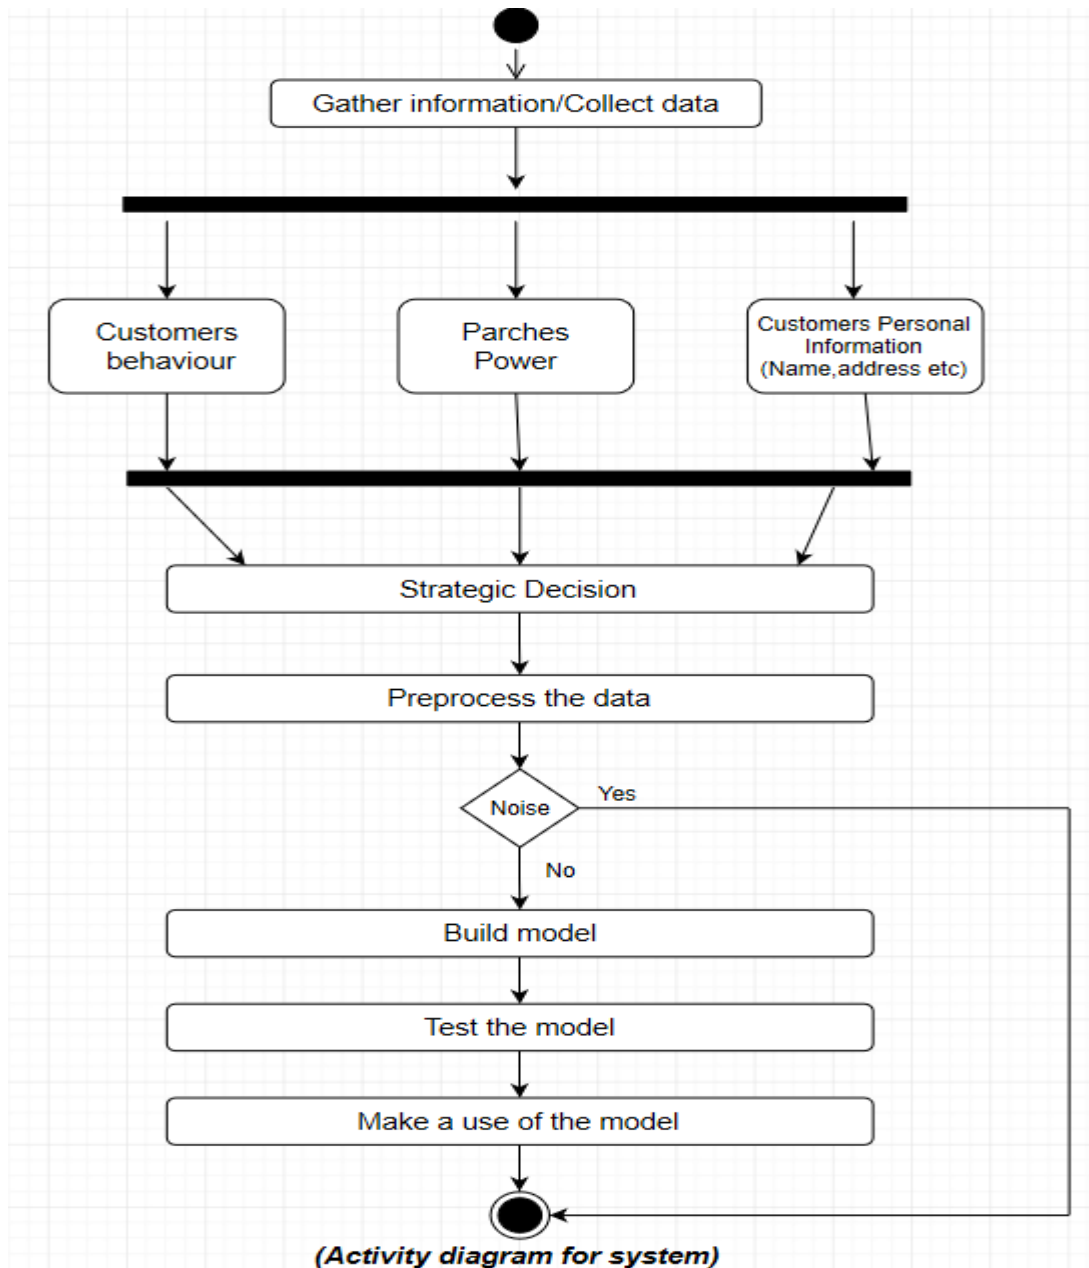 Gather information/Collect data
Customers
behaviour
Parches
Power
Customers Personal
Information
(Name,address etc)
Strategic Decision
Preprocess the data
Noise
Yes
No
Build model
Test the model
Make a use of the model
(Activity diagram for system)